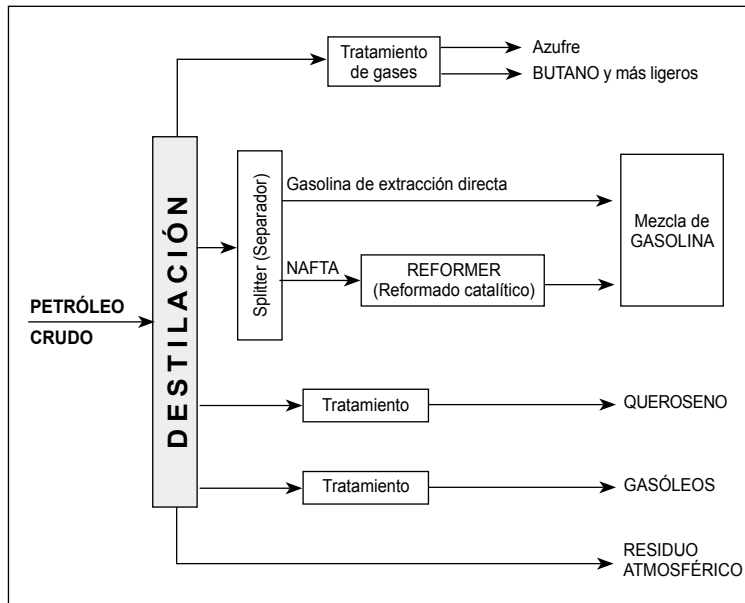 Tratamiento
de gases
Azufre
BUTANO y más ligeros
PETRÓLEO
CRUDO
DESTILACIÓN
Splitter (Separador)
Gasolina de extracción directa
NAFTA
REFORMER
(Reformado catalítico)
Mezcla de
GASOLINA
Tratamiento
QUEROSENO
Tratamiento
GASÓLEOS
RESIDUO
ATMOSFÉRICO